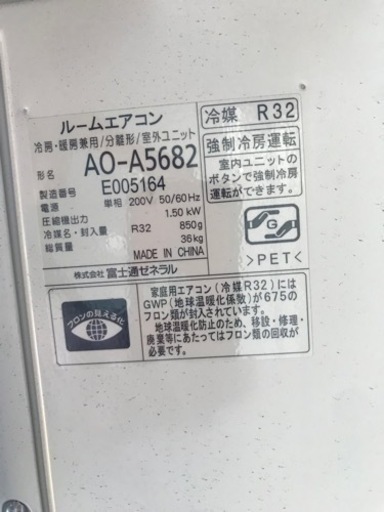 ルームエアコン
冷房・暖房兼用/分離形/室外ユニット
形名 AO-A5682
製造番号 E005164
電源 単相 200V 50/60Hz
圧縮機出力 1.50 kW
冷媒名・封入量 R32 850g
総質量 36kg
MADE IN CHINA
株式会社 富士通ゼネラル
冷媒 R32
強制冷房運転
室内ユニットの
ボタンで強制冷房
運転ができます。
G
>PET<
フロンの見える化
家庭用エアコン（冷媒R32）には
GWP（地球温暖化係数）が675の
フロン類が封入されています。
地球温暖化防止のため、移設・修理・
廃棄等にあたってはフロン類の回収が
必要です。